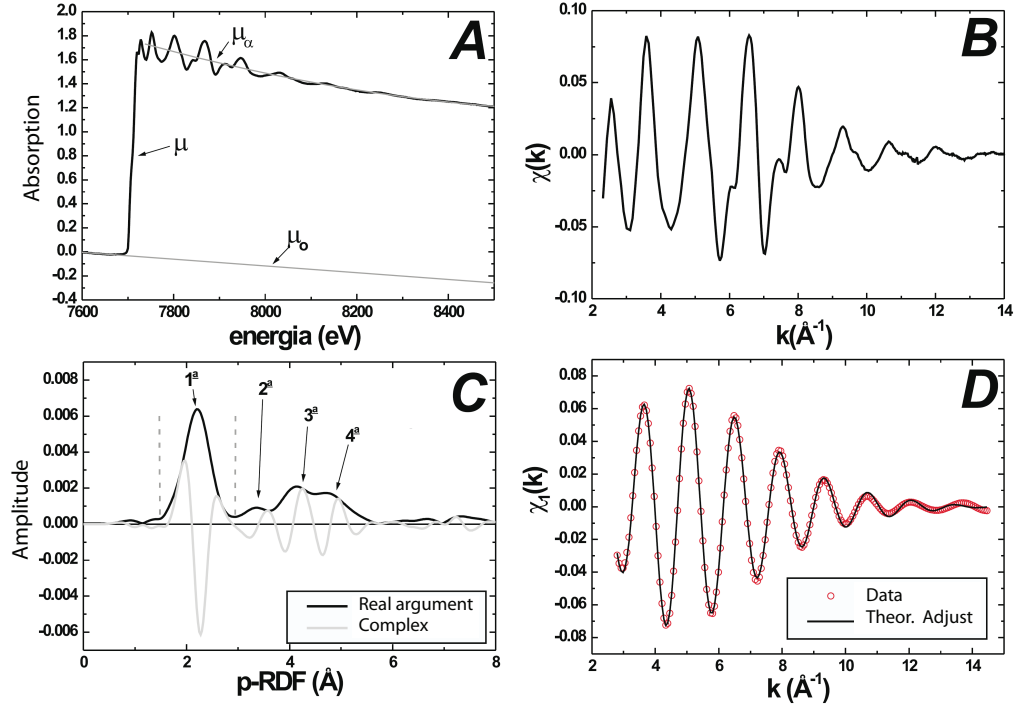 A
μα
μ
μo
Absorption
1.8
1.6
1.4
1.2
1.0
0.8
0.6
0.4
0.2
0.0
-0.2
-0.4
7600 7800 8000 8200 8400
energia (eV)
B
χ(k)
0.10
0.05
0.00
-0.05
-0.10
2 4 6 8 10 12 14
k(Å-1)
C
1ª
2ª
3ª
4ª
Amplitude
0.008
0.006
0.004
0.002
0.000
-0.002
-0.004
-0.006
Real argument
Complex
0 2 4 6 8
p-RDF (Å)
D
χ1(k)
0.08
0.06
0.04
0.02
0.00
-0.02
-0.04
-0.06
-0.08
Data
Theor. Adjust
2 4 6 8 10 12 14
k (Å-1)